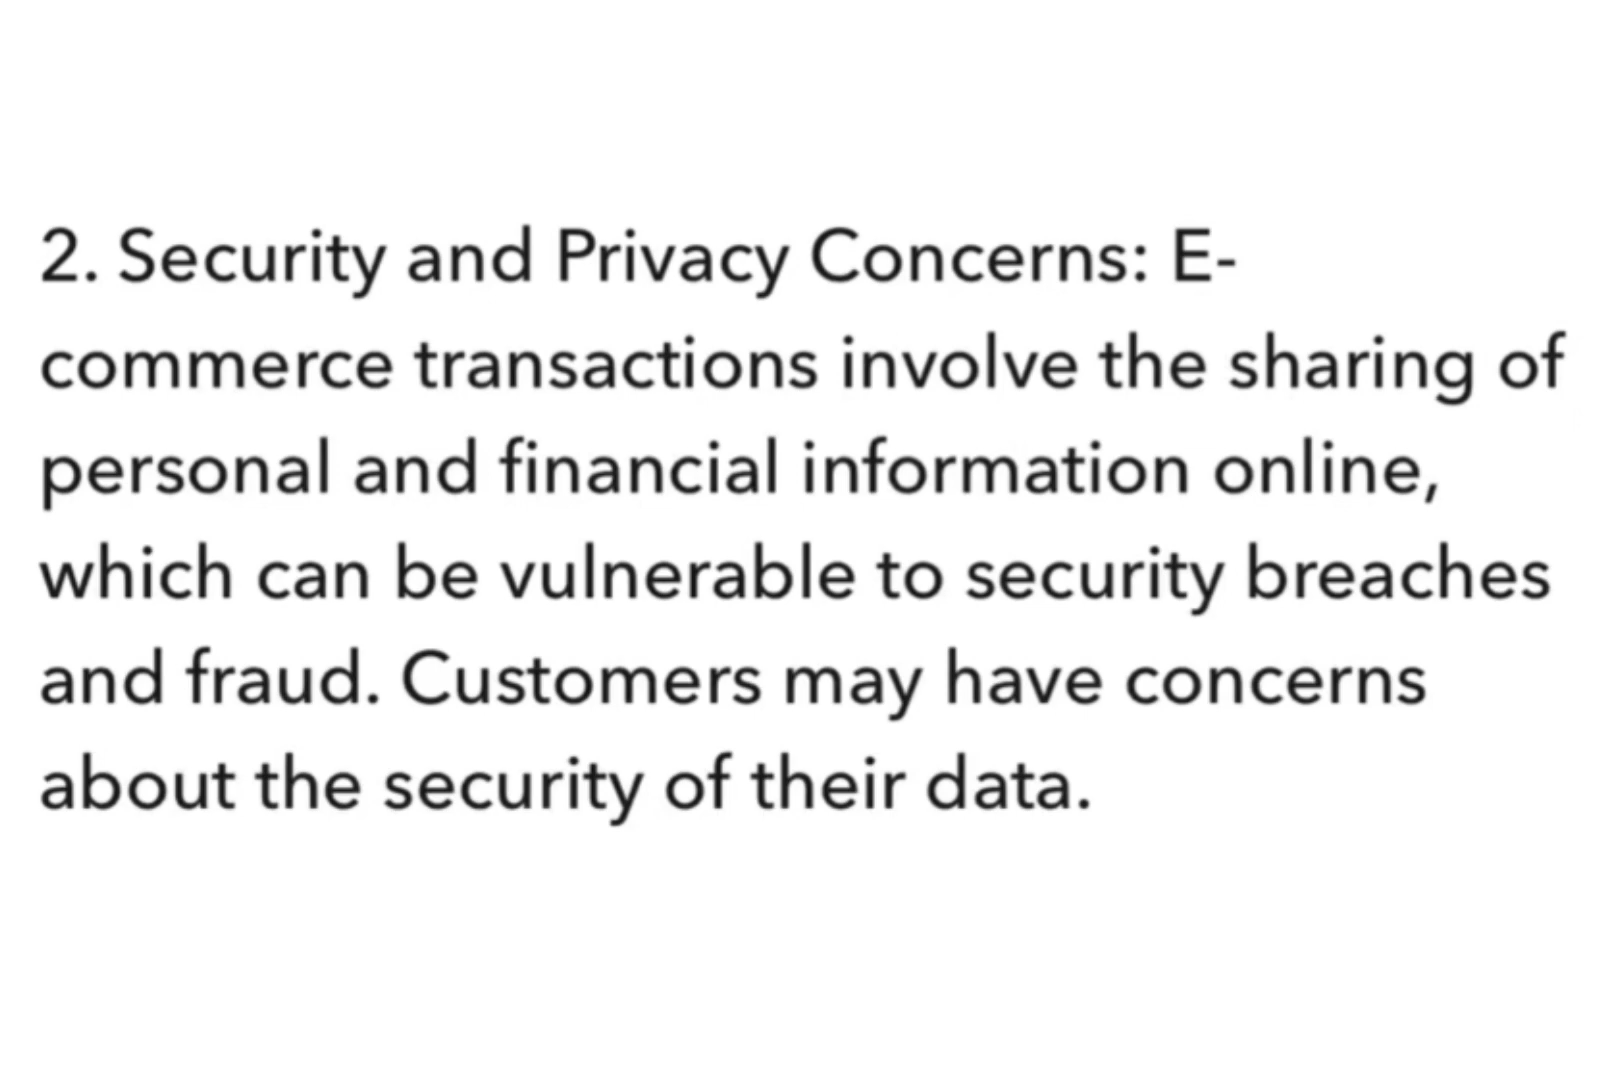 2. Security and Privacy Concerns: E-
commerce transactions involve the sharing of
personal and financial information online,
which can be vulnerable to security breaches
and fraud. Customers may have concerns
about the security of their data.